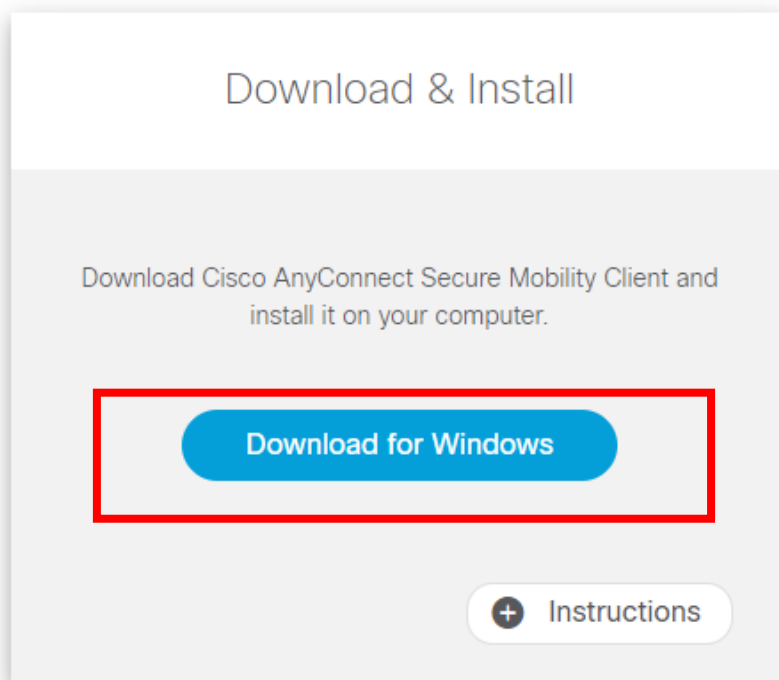 Download & Install
Download Cisco AnyConnect Secure Mobility Client and
install it on your computer.
Download for Windows
Instructions